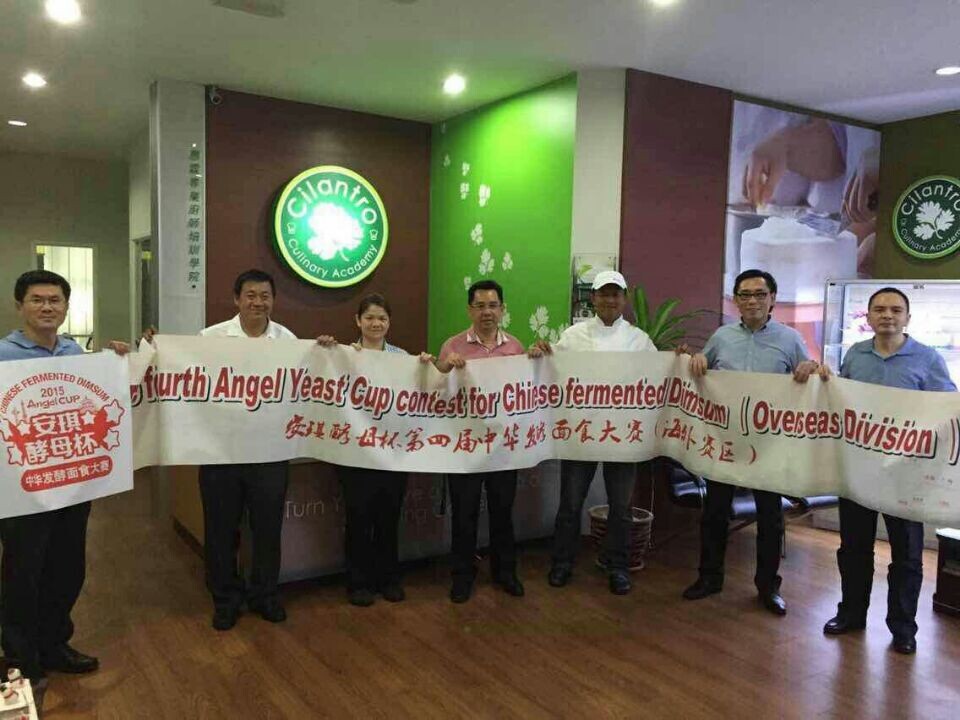 Cilantro
Culinary Academy
Cilantro
Culinary Academy
CHINESE FERMENTED DIMSUM
2015
Angel CUP
安琪
酵母杯
中华发酵面食大赛
fourth Angel Yeast Cup contest for Chinese fermented Dimsum ( Overseas Division )
安琪酵母杯第四届中华发酵面食大赛(海外赛区)
Turn